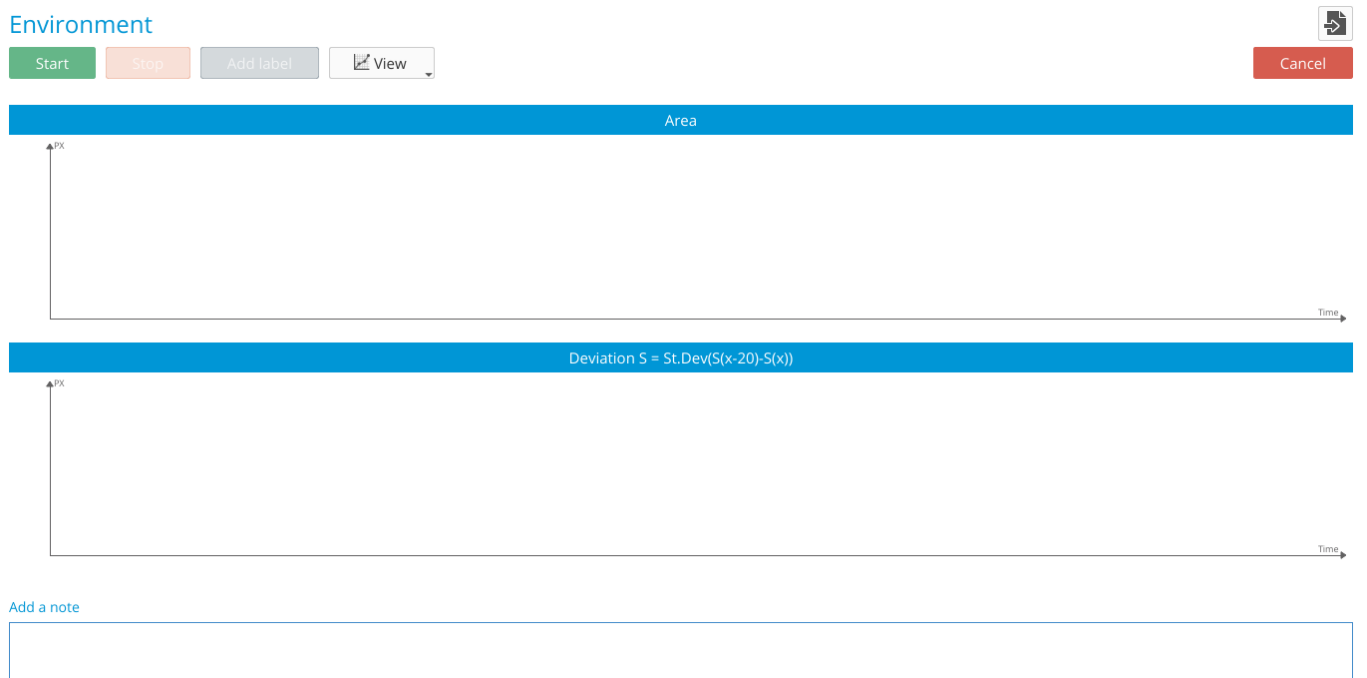 Environment
Start Stop Add label View Cancel
Area
PX
Time
Deviation S = St.Dev(S(x-20)-S(x))
PX
Time
Add a note